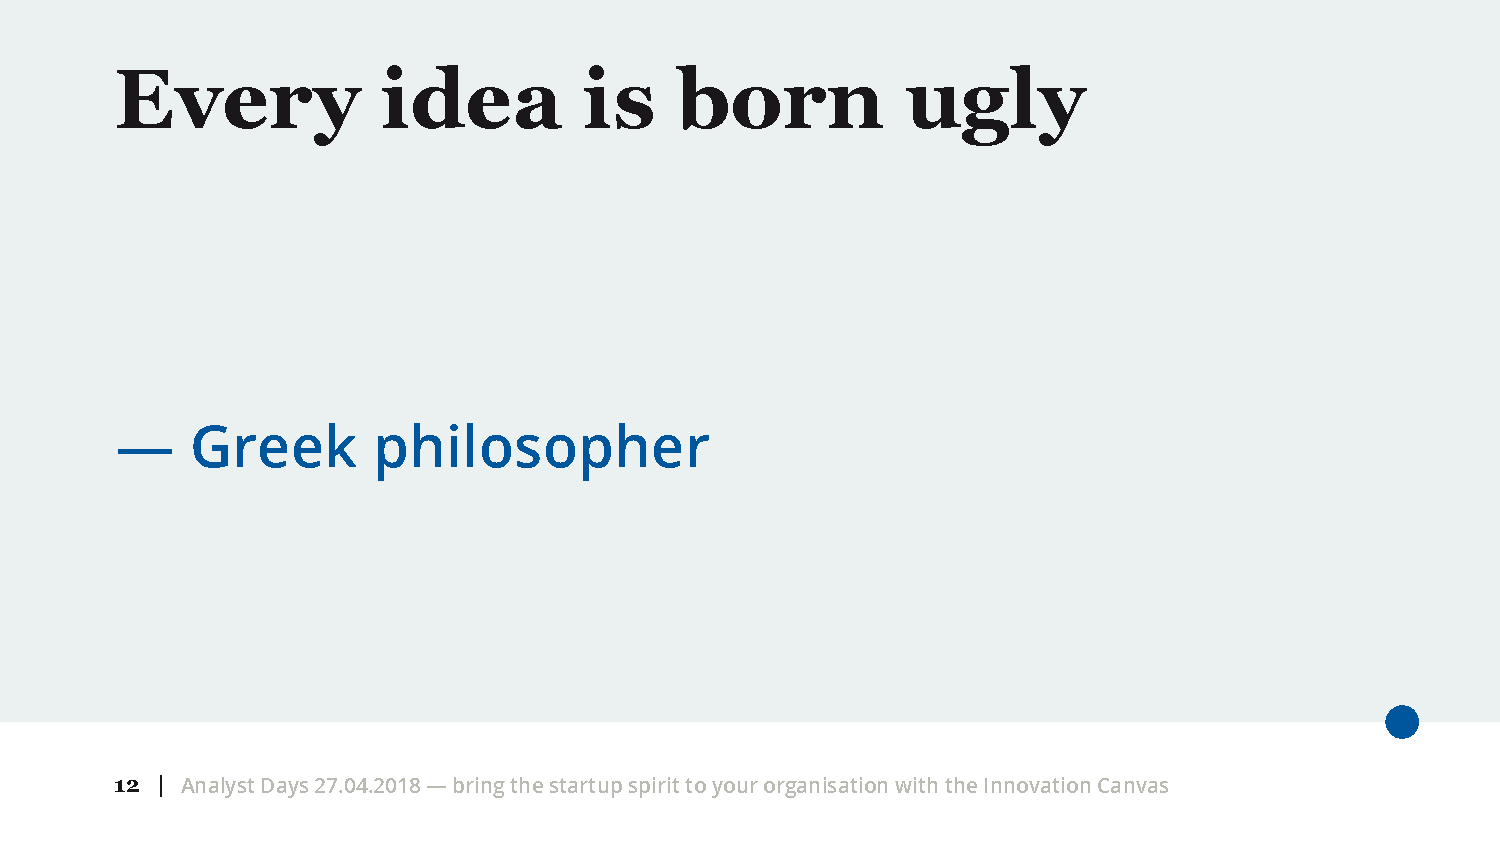 Every idea is born ugly
— Greek philosopher
12 | Analyst Days 27.04.2018 — bring the startup spirit to your organisation with the Innovation Canvas